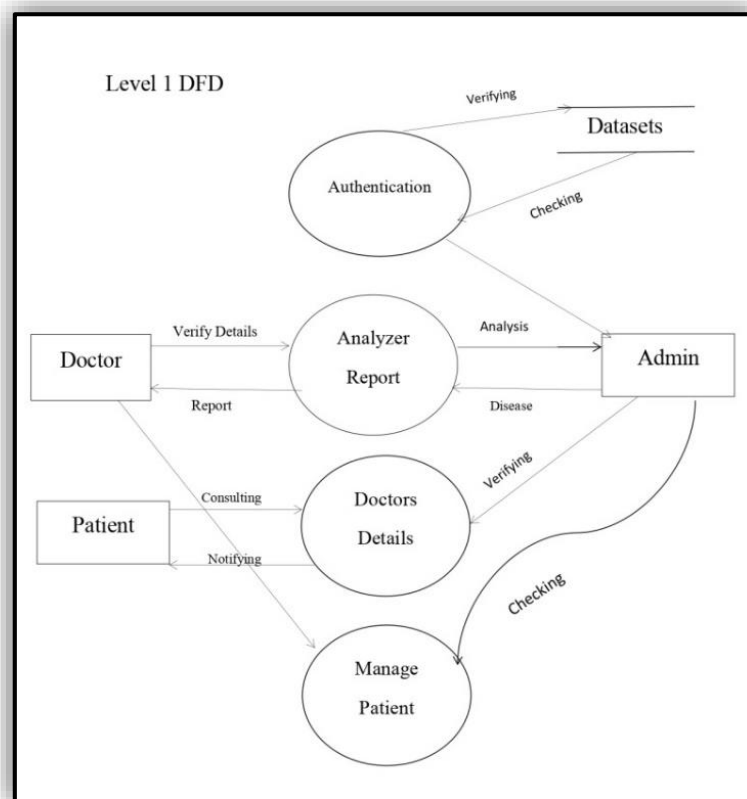 Level 1 DFD
Verifying
Datasets
Authentication
Checking
Verify Details
Analyzer
Report
Analysis
Doctor
Admin
Report
Disease
Consulting
Doctors
Details
Verifying
Patient
Notifying
Checking
Manage
Patient